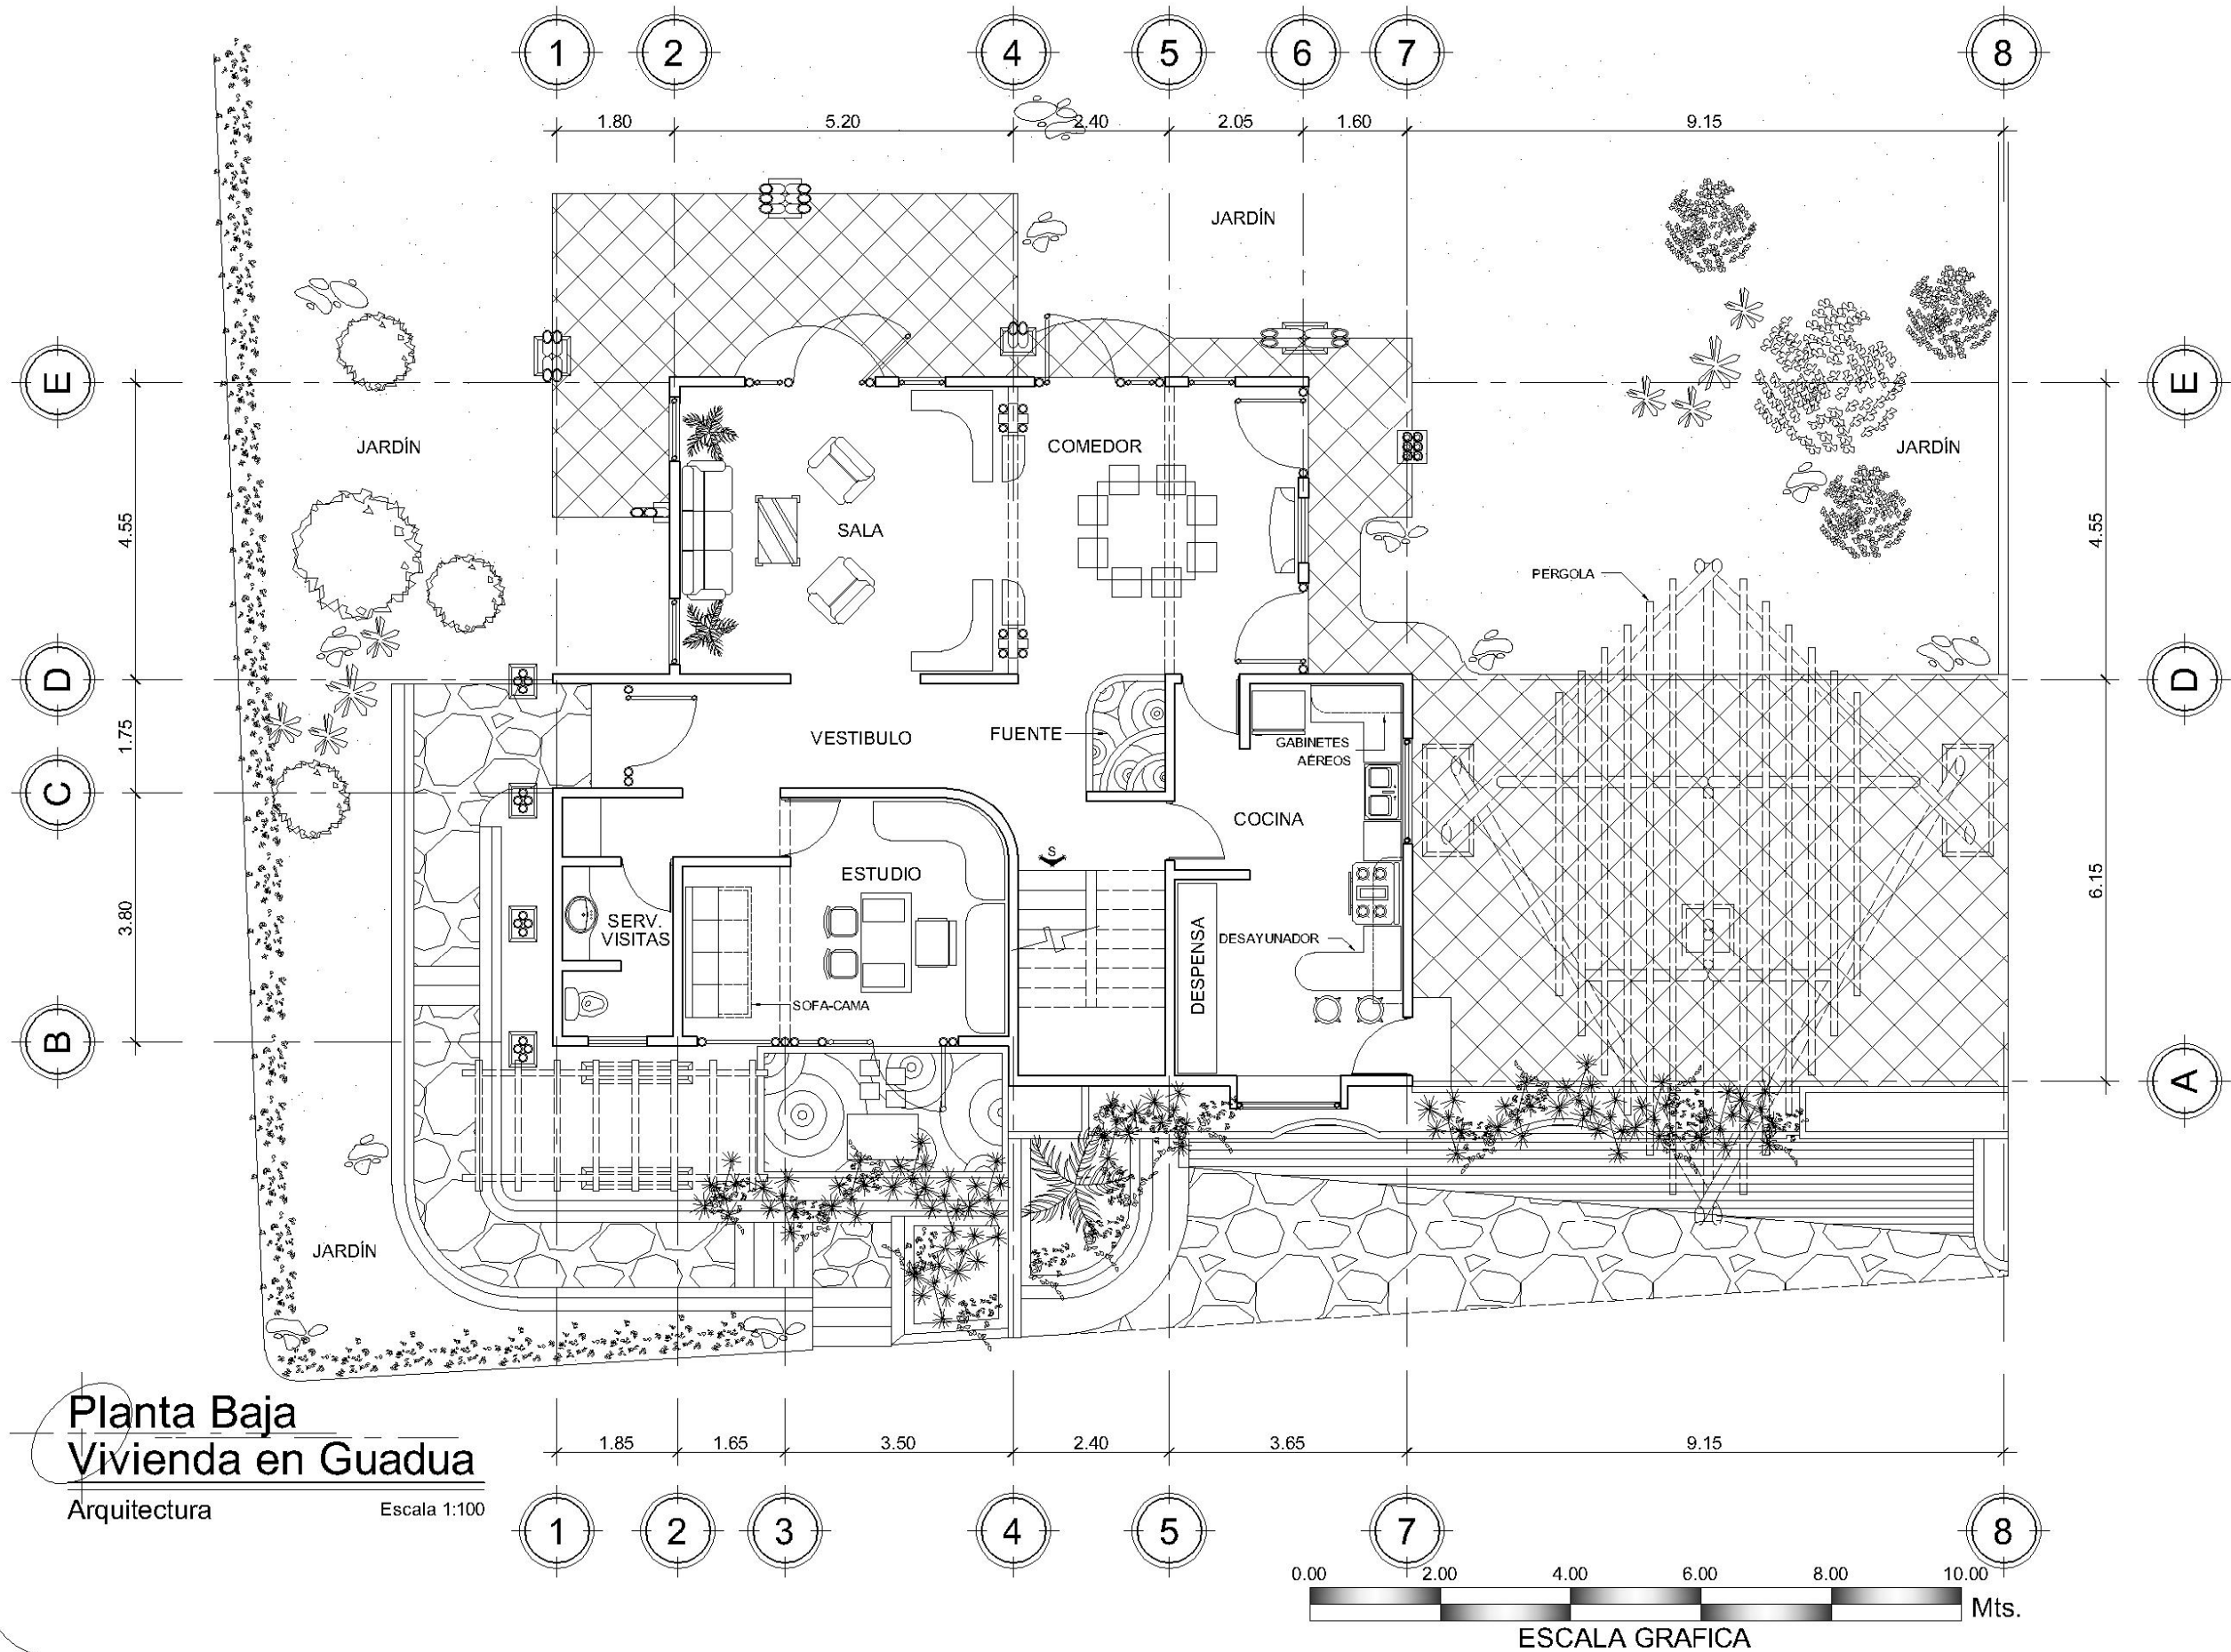 1 2 4 5 6 7 8
1.80 5.20 2.40 2.05 1.60 9.15
JARDÍN
E E
JARDÍN COMEDOR JARDÍN
4.55 SALA 4.55
PERGOLA
D D
1.75 VESTIBULO FUENTE
GABINETES
AÉREOS
C
COCINA
S
ESTUDIO
3.80 6.15
SERV.
VISITAS
DESPENSA
DESAYUNADOR
SOFA-CAMA
B
A
JARDÍN
Planta Baja
Vivienda en Guadua
Arquitectura Escala 1:100
1.85 1.65 3.50 2.40 3.65 9.15
1 2 3 4 5 7 8
0.00 2.00 4.00 6.00 8.00 10.00
Mts.
ESCALA GRAFICA